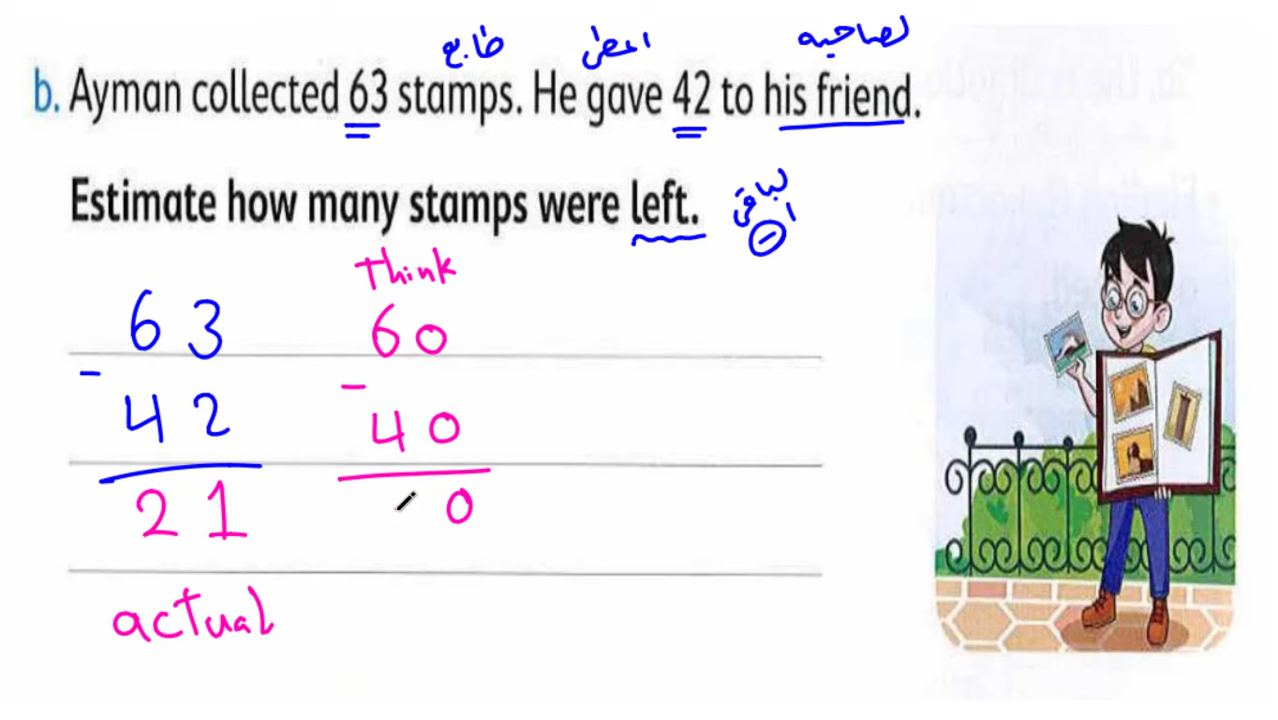 طابع اعطى لصاحبه
b. Ayman collected 63 stamps. He gave 42 to his friend.
Estimate how many stamps were left. الباقي
-
Think
63 60
- -
42 40
21 0
actual